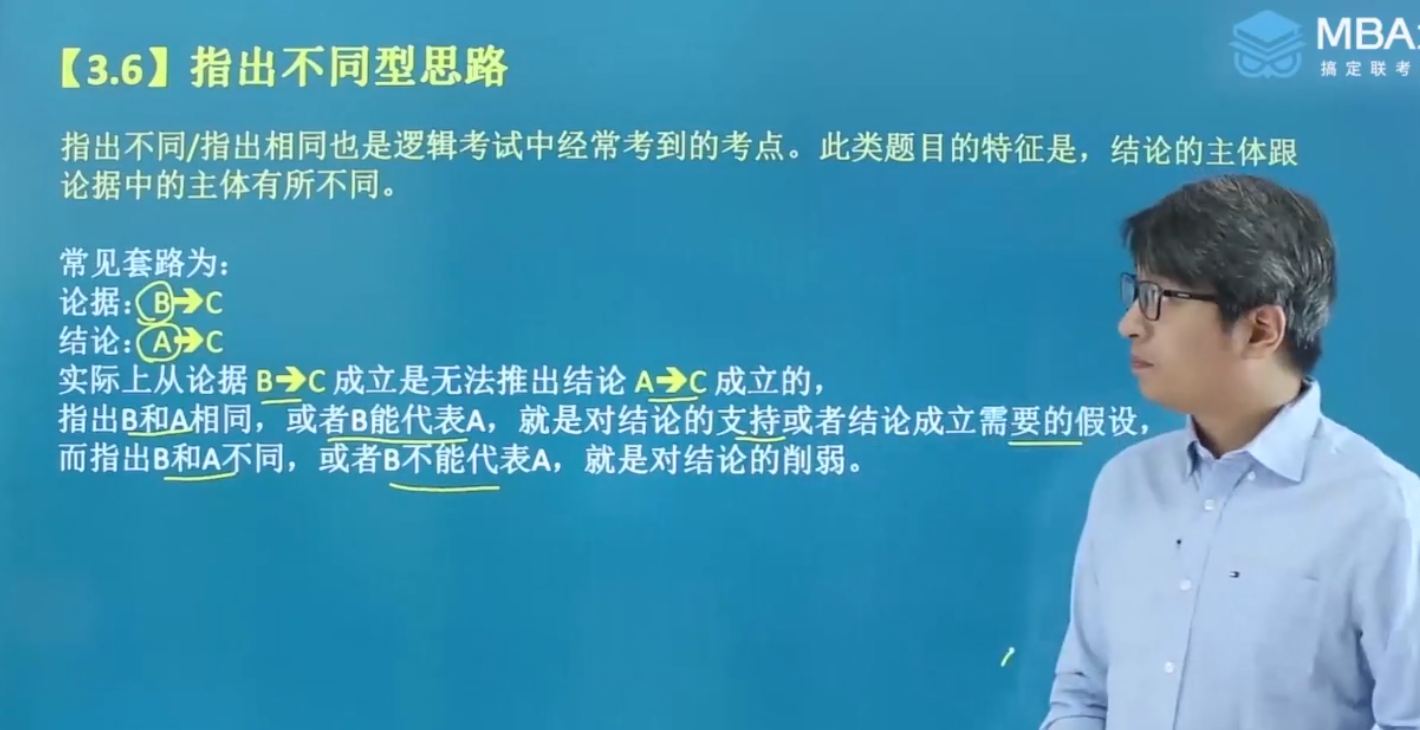 【3.6】指出不同型思路
MBA
搞定联考
指出不同/指出相同也是逻辑考试中经常考到的考点。此类题目的特征是，结论的主体跟
论据中的主体有所不同。
常见套路为：
论据：B➔C
结论：A➔C
实际上从论据 B➔C 成立是无法推出结论 A➔C 成立的，
指出B和A相同，或者B能代表A，就是对结论的支持或者结论成立需要的假设，
而指出B和A不同，或者B不能代表A，就是对结论的削弱。